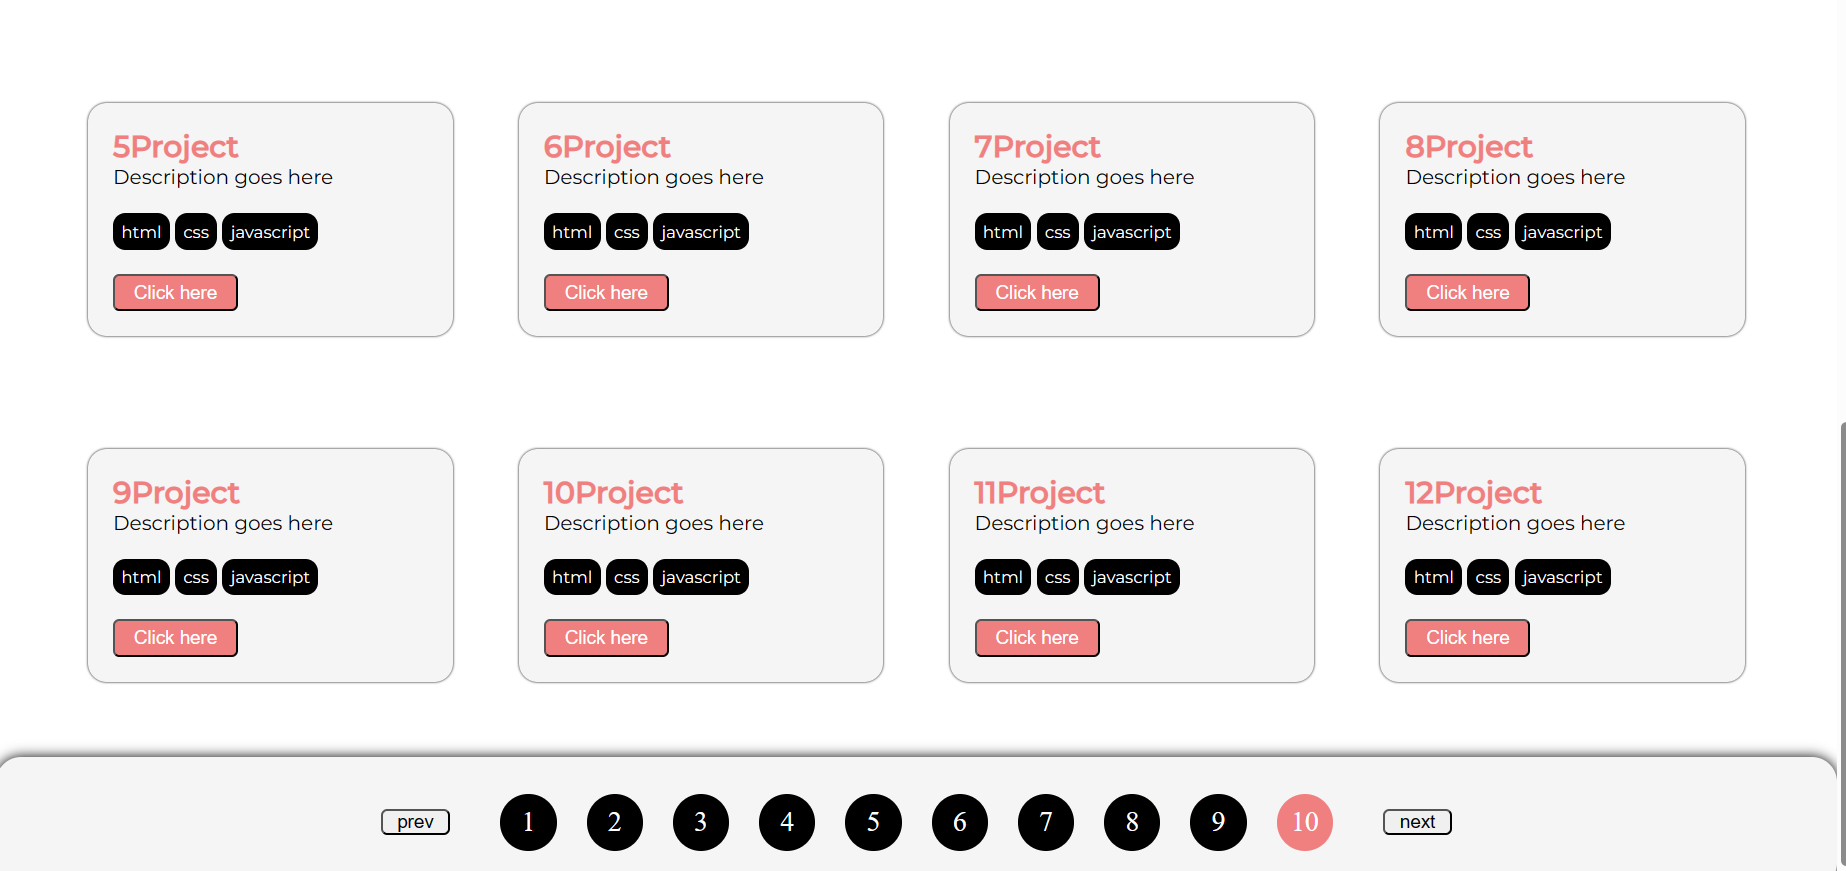 5Project
Description goes here
html css javascript
Click here
6Project
Description goes here
html css javascript
Click here
7Project
Description goes here
html css javascript
Click here
8Project
Description goes here
html css javascript
Click here
9Project
Description goes here
html css javascript
Click here
10Project
Description goes here
html css javascript
Click here
11Project
Description goes here
html css javascript
Click here
12Project
Description goes here
html css javascript
Click here
prev 1 2 3 4 5 6 7 8 9 10 next